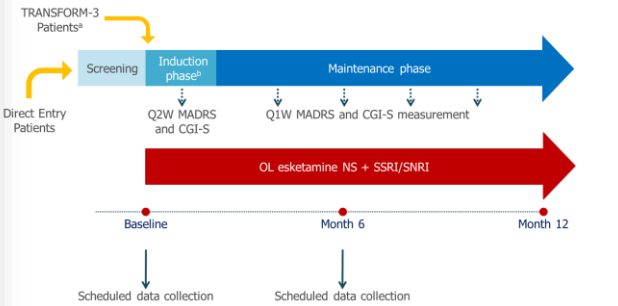 TRANSFORM-3
Patientsᵃ
Screening
Induction
phaseᵇ
Maintenance phase
Direct Entry
Patients
Q2W MADRS
and CGI-S
Q1W MADRS and CGI-S measurement
OL esketamine NS + SSRI/SNRI
Baseline
Month 6
Month 12
Scheduled data collection
Scheduled data collection